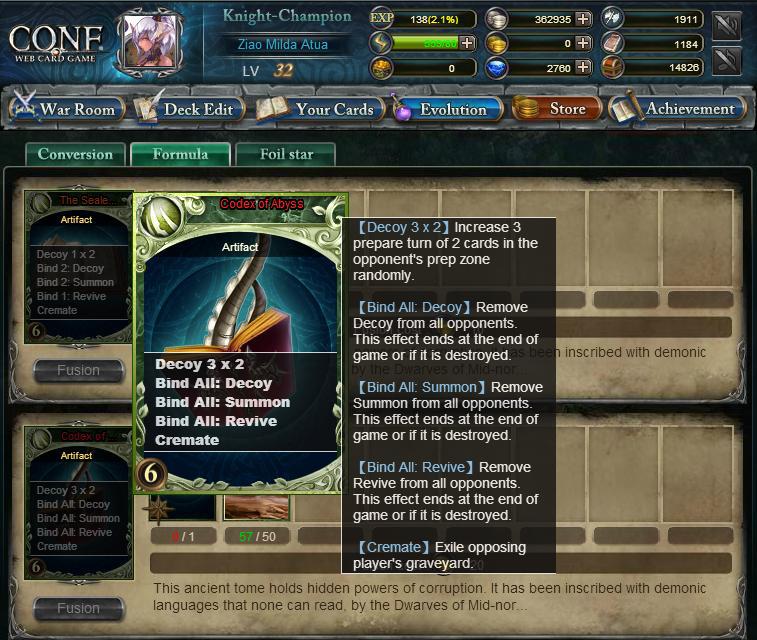 CONF.
WEB CARD GAME
Knight-Champion
Ziao Milda Atua
LV 32
EXP 138(2.1%)
0
362935
0
2760
1911
1184
14826
War Room
Deck Edit
Your Cards
Evolution
Store
Achievement
Conversion
Formula
Foil star
The Seale...
Artifact
Decoy 1 x 2
Bind 2: Decoy
Bind 2: Summon
Bind 1: Revive
Cremate
6
Fusion
has been inscribed with demonic
by the Dwarves of Mid-nor...
Codex of Abyss
Artifact
Decoy 3 x 2
Bind All: Decoy
Bind All: Summon
Bind All: Revive
Cremate
6
【Decoy 3 x 2】Increase 3
prepare turn of 2 cards in the
opponent's prep zone
randomly.
【Bind All: Decoy】Remove
Decoy from all opponents.
This effect ends at the end of
game or if it is destroyed.
【Bind All: Summon】Remove
Summon from all opponents.
This effect ends at the end of
game or if it is destroyed.
【Bind All: Revive】Remove
Revive from all opponents.
This effect ends at the end of
game or if it is destroyed.
【Cremate】Exile opposing
player's graveyard.
Codex of...
Artifact
Decoy 3 x 2
Bind All: Decoy
Bind All: Summon
Bind All: Revive
Cremate
6
Fusion
/ 1
57 / 50
This ancient tome holds hidden powers of corruption. It has been inscribed with demonic
languages that none can read, by the Dwarves of Mid-nor...